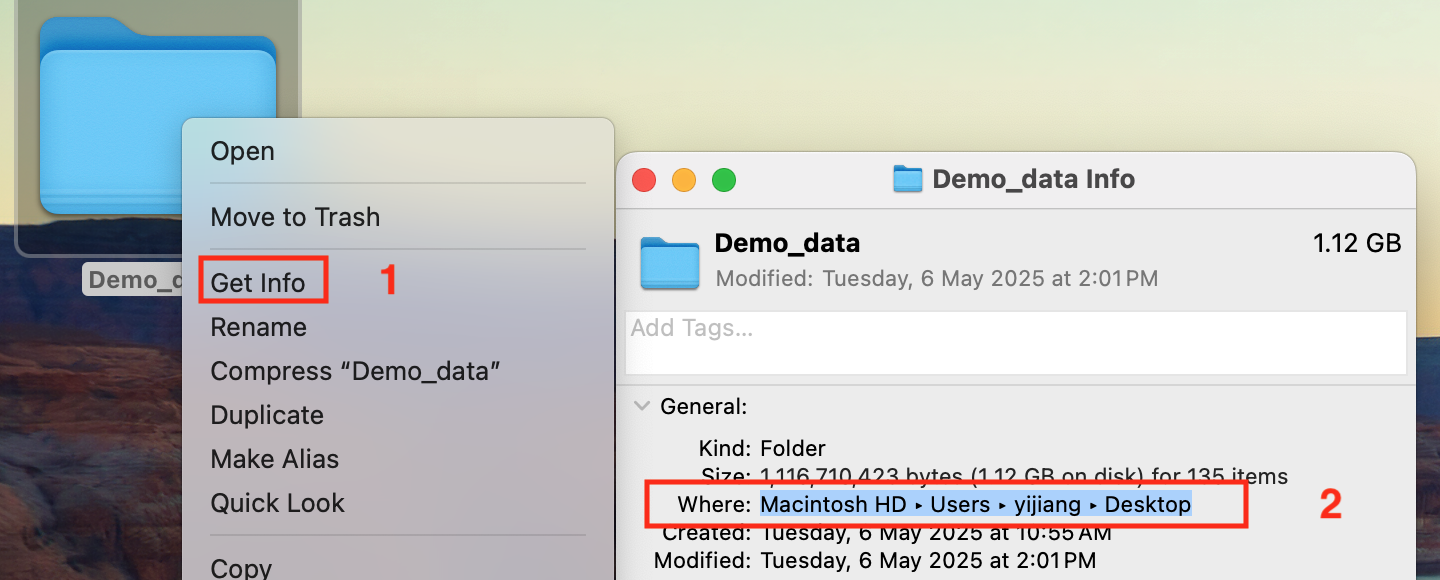 Demo_d
Open
Move to Trash
Get Info
1
Rename
Compress “Demo_data”
Duplicate
Make Alias
Quick Look
Copy
Demo_data Info
Demo_data
1.12 GB
Modified: Tuesday, 6 May 2025 at 2:01 PM
Add Tags...
General:
Kind: Folder
Size: 1,116,710,423 bytes (1.12 GB on disk) for 135 items
Where: Macintosh HD ▸ Users ▸ yijiang ▸ Desktop
2
Created: Tuesday, 6 May 2025 at 10:55 AM
Modified: Tuesday, 6 May 2025 at 2:01 PM